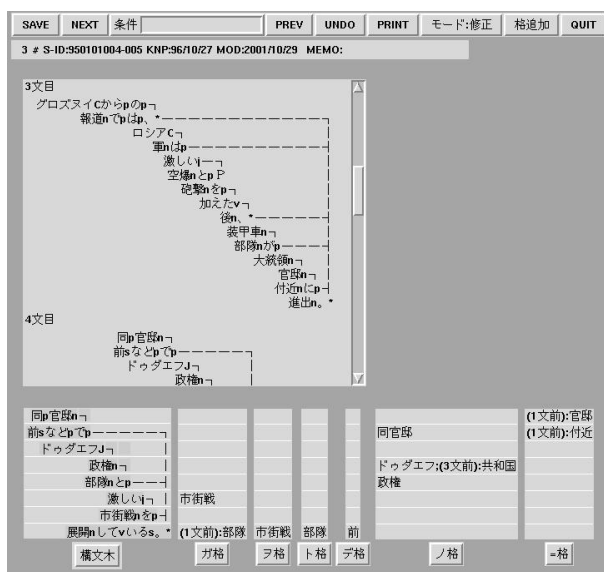 SAVE NEXT 条件 PREV UNDO PRINT モード:修正 格追加 QUIT
3 # S-ID:950101004-005 KNP:96/10/27 MOD:2001/10/29 MEMO:
3文目
グロズヌイCからpのp┐
報道nでpはp、*─────────┐
ロシアC┐ │
軍nはp─────────┤
激しいj─┐ │
空爆nとp P │
砲撃nをp┐ │
加えたv┐ │
後n、*────┤
装甲車n┐ │
部隊nがp───┤
大統領n┐ │
官邸n┐ │
付近にp┤
進出n。*
4文目
同p官邸n┐
前sなどpでp─────┐
ドゥダエフJ┐ │
政権n┐ │
同p官邸n┐ (1文前):官邸
前sなどpでp─────┐ 同官邸 (1文前):付近
ドゥダエフJ┐ │
政権n┐ │ ドゥダエフ;(3文前):共和国
部隊nとp──┤ 政権
激しいj┐ │ 市街戦
市街戦nをp┤
展開nしてvいるs。* (1文前):部隊 市街戦 部隊 前
構文木 ガ格 ヲ格 ト格 デ格 ノ格 =格